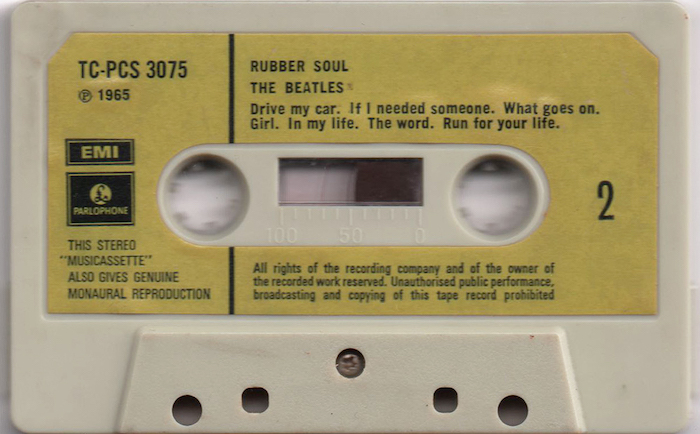 TC-PCS 3075
℗ 1965
EMI
£
PARLOPHONE
THIS STEREO
"MUSICASSETTE"
ALSO GIVES GENUINE
MONAURAL REPRODUCTION
RUBBER SOUL
THE BEATLES
Drive my car. If I needed someone. What goes on.
Girl. In my life. The word. Run for your life.
100 50 0
2
All rights of the recording company and of the owner of
the recorded work reserved. Unauthorised public performance,
broadcasting and copying of this tape record prohibited